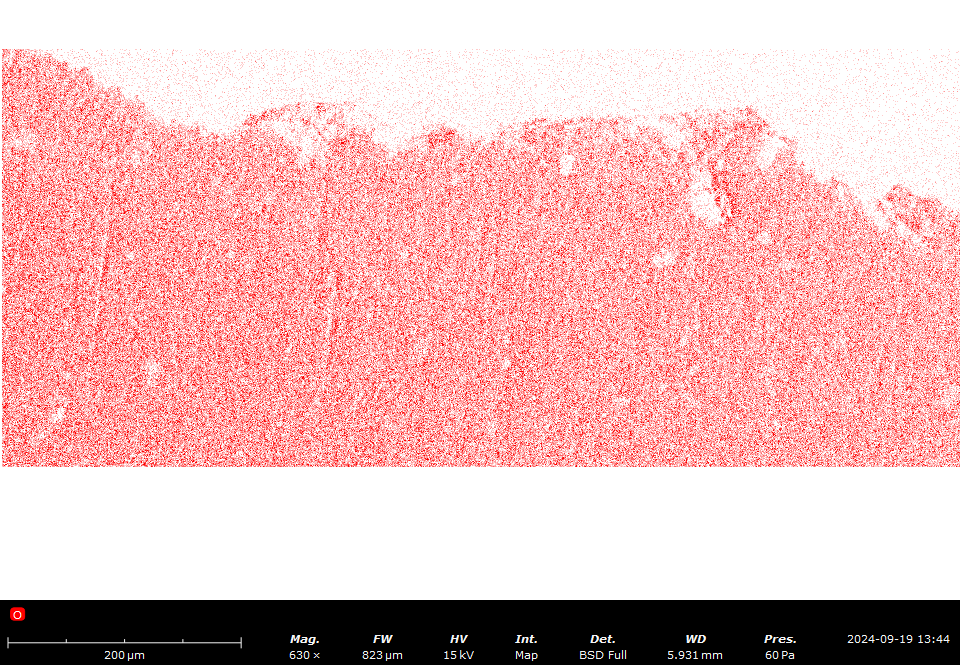 O
Mag. FW HV Int. Det. WD Pres. 2024-09-19 13:44
200 µm 630 × 823 µm 15 kV Map BSD Full 5.931 mm 60 Pa